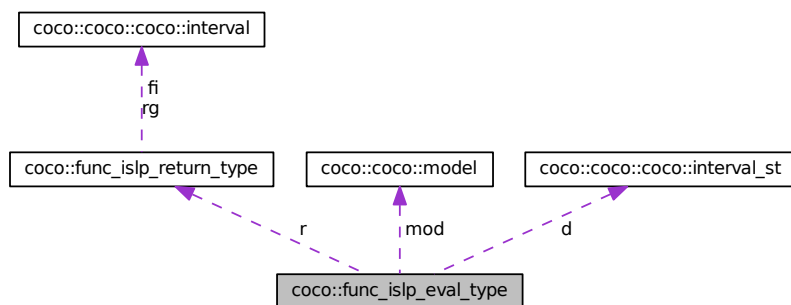 coco::coco::coco::interval
fi
rg
coco::func_islp_return_type
coco::coco::model
coco::coco::coco::interval_st
r
mod
d
coco::func_islp_eval_type